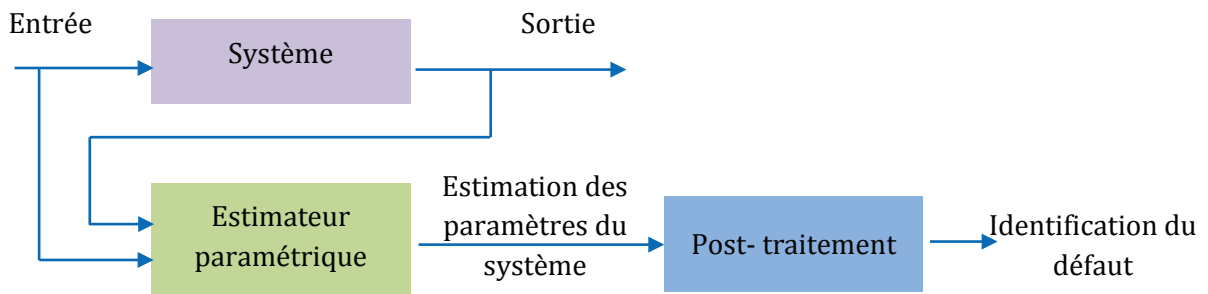 Entrée
Système
Sortie
Estimateur
paramétrique
Estimation des
paramètres du
système
Post- traitement
Identification du
défaut